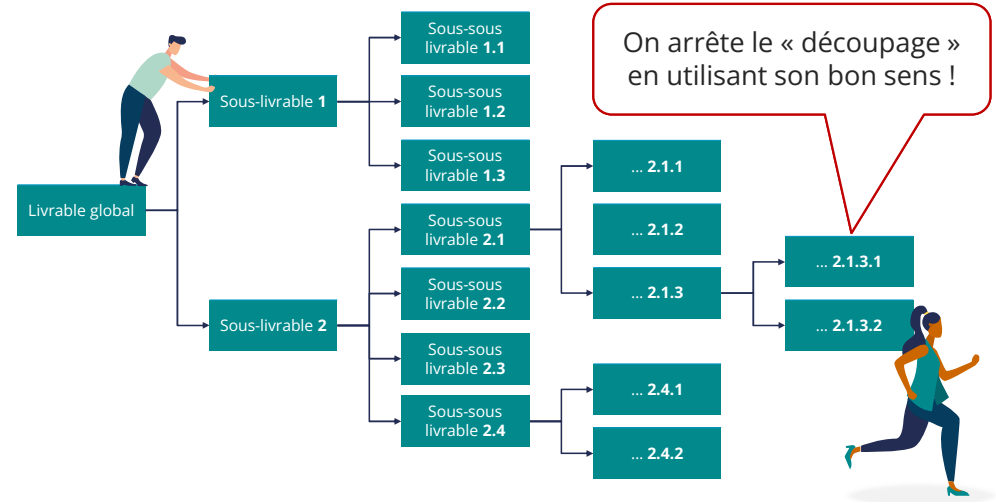 On arrête le « découpage »
en utilisant son bon sens !
Livrable global
Sous-livrable 1
Sous-sous
livrable 1.1
Sous-sous
livrable 1.2
Sous-sous
livrable 1.3
Sous-livrable 2
Sous-sous
livrable 2.1
... 2.1.1
... 2.1.2
... 2.1.3
... 2.1.3.1
... 2.1.3.2
Sous-sous
livrable 2.2
Sous-sous
livrable 2.3
Sous-sous
livrable 2.4
... 2.4.1
... 2.4.2